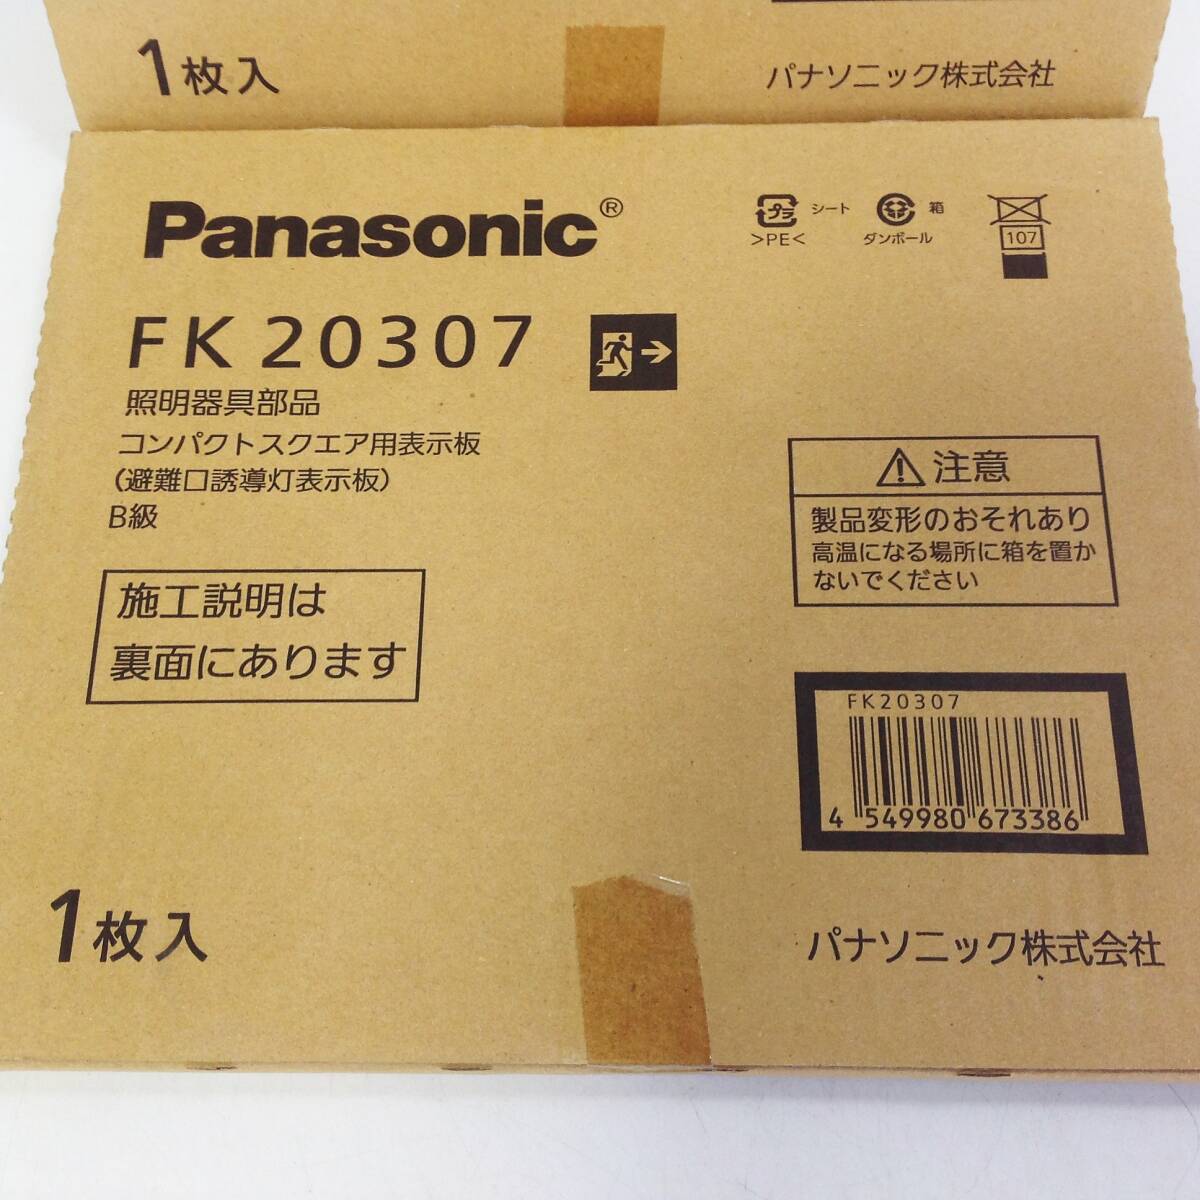 1枚入
パナソニック株式会社
Panasonic®
プラ シート
>PE<
箱
ダンボール
107
FK20307
照明器具部品
コンパクトスクエア用表示板
(避難口誘導灯表示板)
B級
施工説明は
裏面にあります
注意
製品変形のおそれあり
高温になる場所に箱を置か
ないでください
FK20307
4 549980 673386
1枚入
パナソニック株式会社